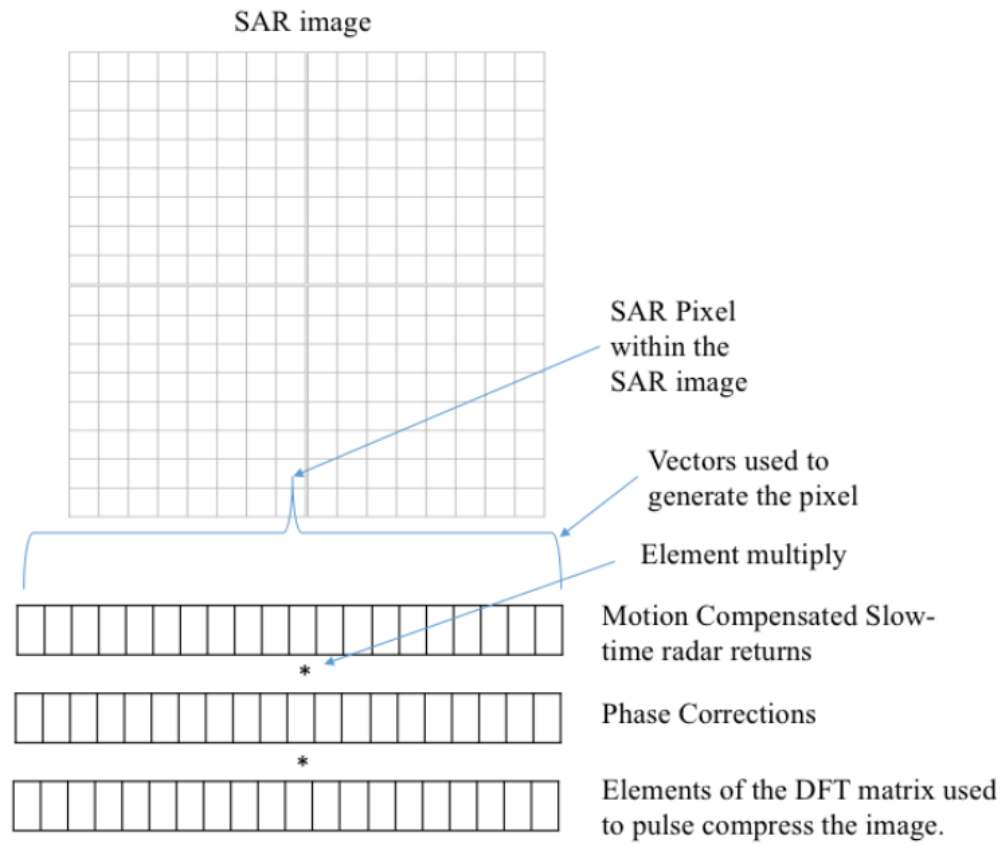 SAR image
SAR Pixel
within the
SAR image
Vectors used to
generate the pixel
Element multiply
Motion Compensated Slow-
time radar returns
*
Phase Corrections
*
Elements of the DFT matrix used
to pulse compress the image.